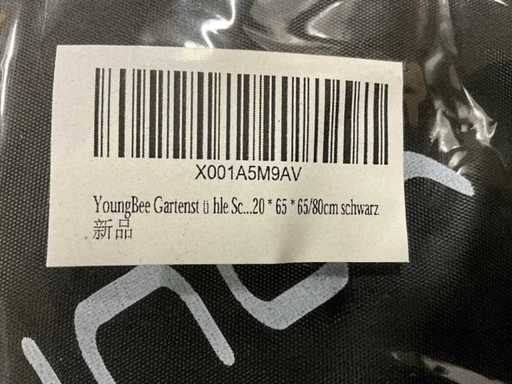 X001A5M9AV
YoungBee Gartenst ü hle Sc...20 * 65 * 65/80cm schwarz
新品